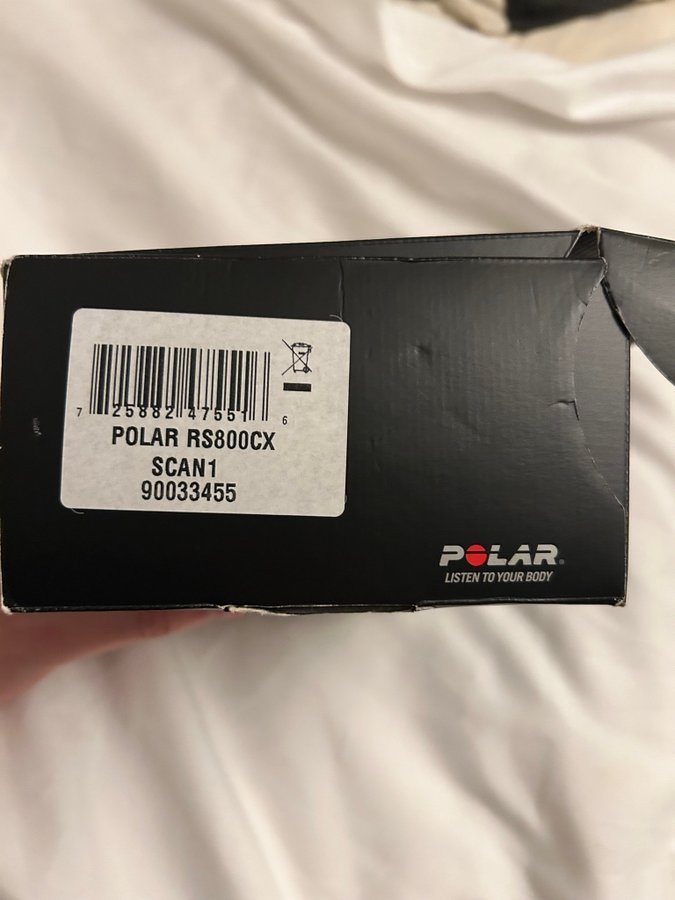 7 25882 47551 6
POLAR RS800CX
SCAN1
90033455
POLAR®
LISTEN TO YOUR BODY